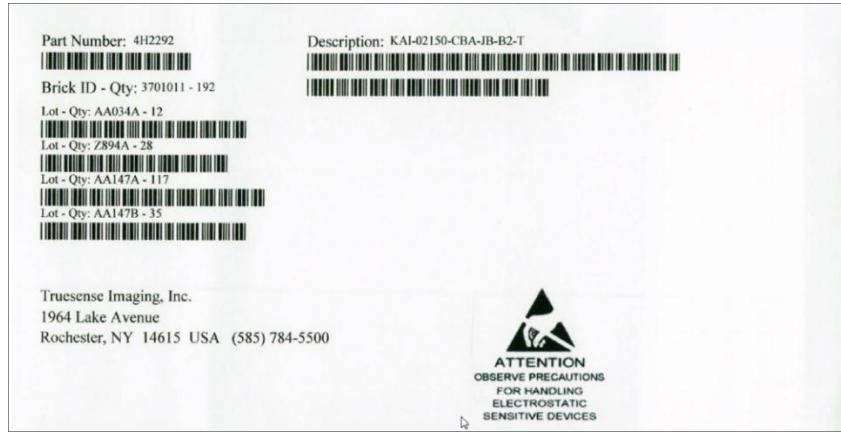 Part Number: 4H2292
Description: KAI-02150-CBA-JB-B2-T
Brick ID - Qty: 3701011 - 192
Lot - Qty: AA034A - 12
Lot - Qty: Z894A - 28
Lot - Qty: AA147A - 117
Lot - Qty: AA147B - 35
Truesense Imaging, Inc.
1964 Lake Avenue
Rochester, NY 14615 USA (585) 784-5500
ATTENTION
OBSERVE PRECAUTIONS
FOR HANDLING
ELECTROSTATIC
SENSITIVE DEVICES